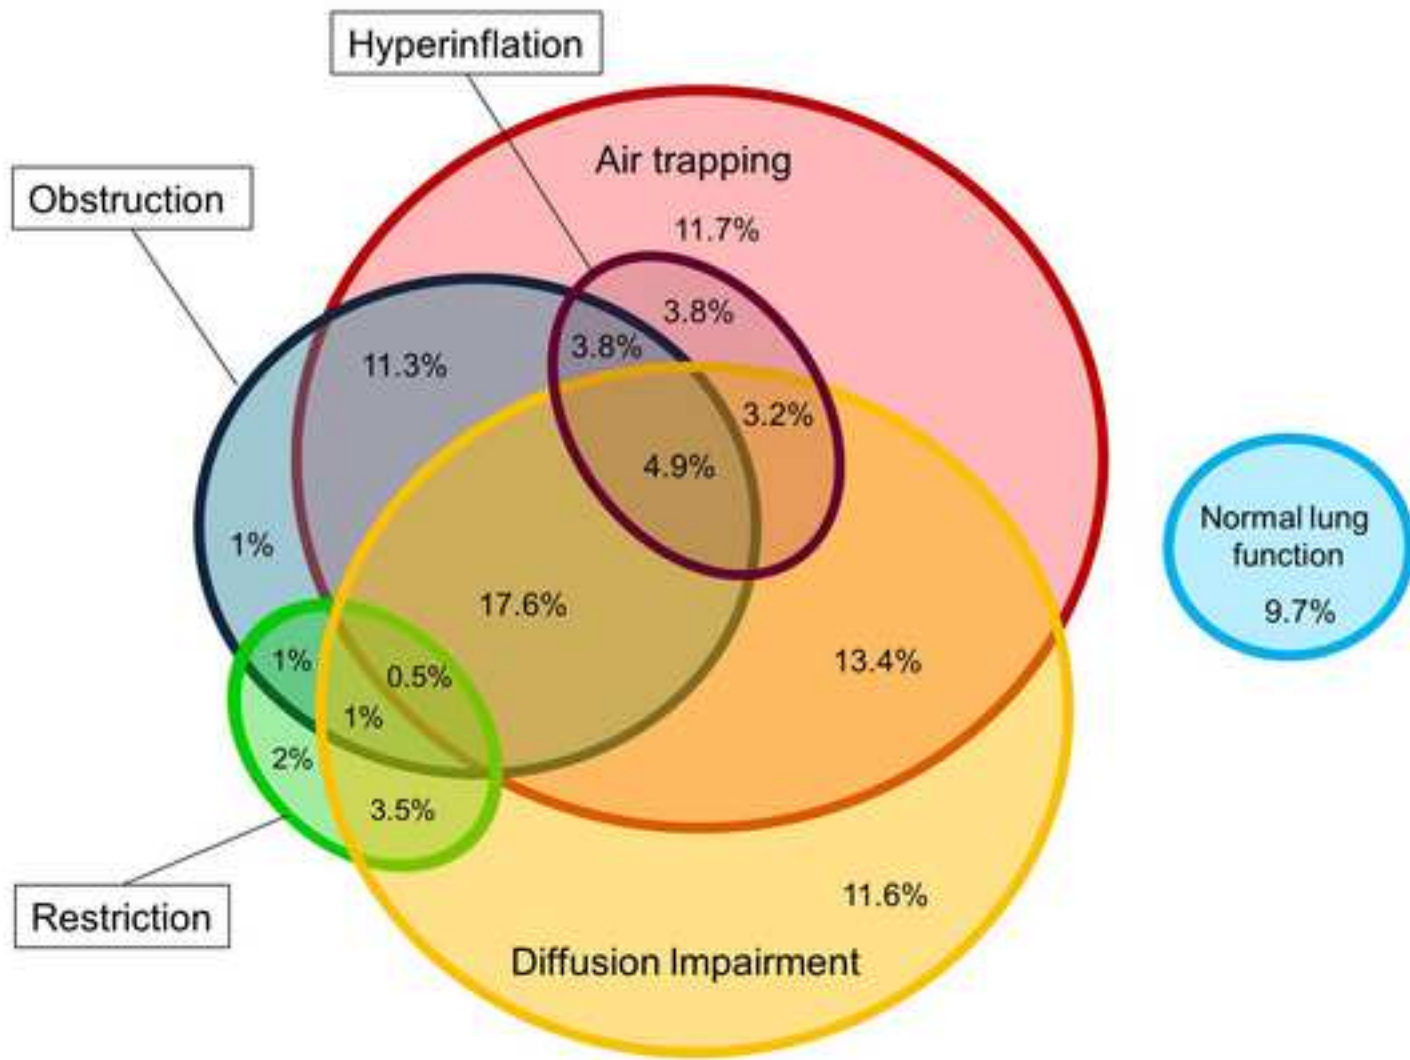 Hyperinflation
Air trapping
Obstruction
11.7%
3.8%
3.8%
11.3%
3.2%
4.9%
Normal lung
function
9.7%
1%
17.6%
1%
0.5%
13.4%
1%
2%
3.5%
11.6%
Restriction
Diffusion Impairment